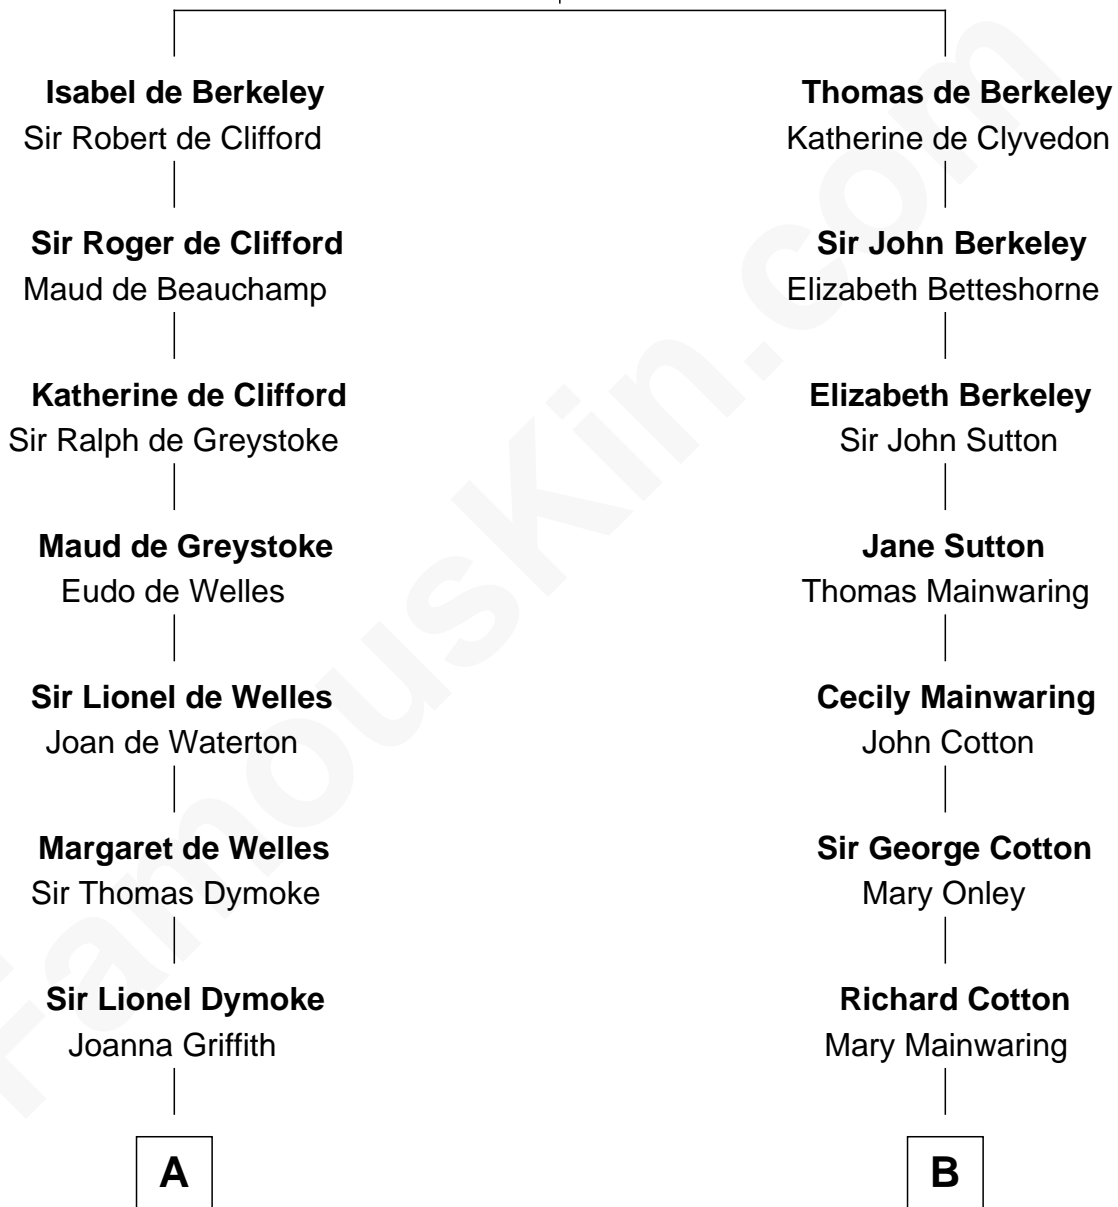 Isabel de Berkeley
Sir Robert de Clifford
Sir Roger de Clifford
Maud de Beauchamp
Katherine de Clifford
Sir Ralph de Greystoke
Maud de Greystoke
Eudo de Welles
Sir Lionel de Welles
Joan de Waterton
Margaret de Welles
Sir Thomas Dymoke
Sir Lionel Dymoke
Joanna Griffith
A
Thomas de Berkeley
Katherine de Clyvedon
Sir John Berkeley
Elizabeth Betteshorne
Elizabeth Berkeley
Sir John Sutton
Jane Sutton
Thomas Mainwaring
Cecily Mainwaring
John Cotton
Sir George Cotton
Mary Onley
Richard Cotton
Mary Mainwaring
B
FamousKin.com